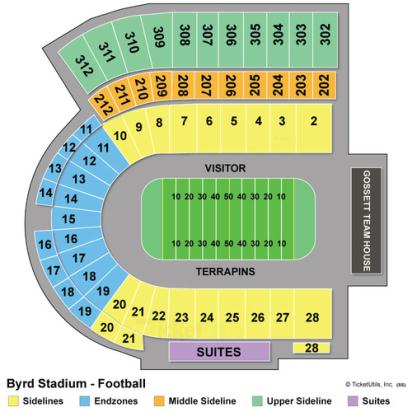 312 311 310 309 308 307 306 305 304 303 302
212 211 210 209 208 207 206 205 204 203 202
11 12 13 14
10 9 8 7 6 5 4 3 2
11
12
13
14
15
16
17
18
19
16 17 18 19 20 21
VISITOR
10 20 30 40 50 40 30 20 10
10 20 30 40 50 40 30 20 10
TERRAPINS
GOSSETT TEAM HOUSE
20 21 22 23 24 25 26 27 28
SUITES
28
Byrd Stadium - Football
© TicketUtils, Inc.
Sidelines Endzones Middle Sideline Upper Sideline Suites